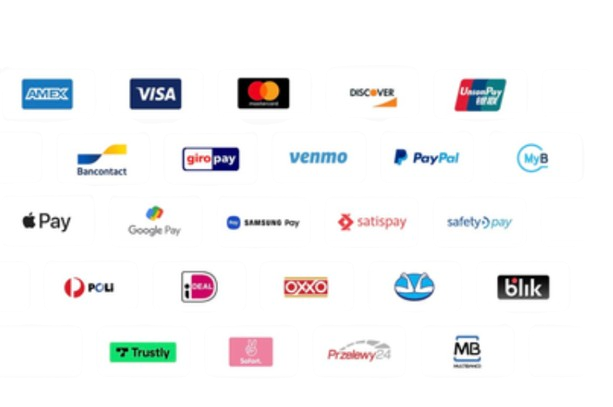 AMEX
VISA
mastercard
DISCOVER
UnionPay
银联
Bancontact
giropay
venmo
PayPal
MyB
Pay
Google Pay
Pay SAMSUNG Pay
satispay
safetypay
POLi
iDEAL
OXXO
blik
Trustly
Sofort.
Przelewy24
MB
MULTIBANCO